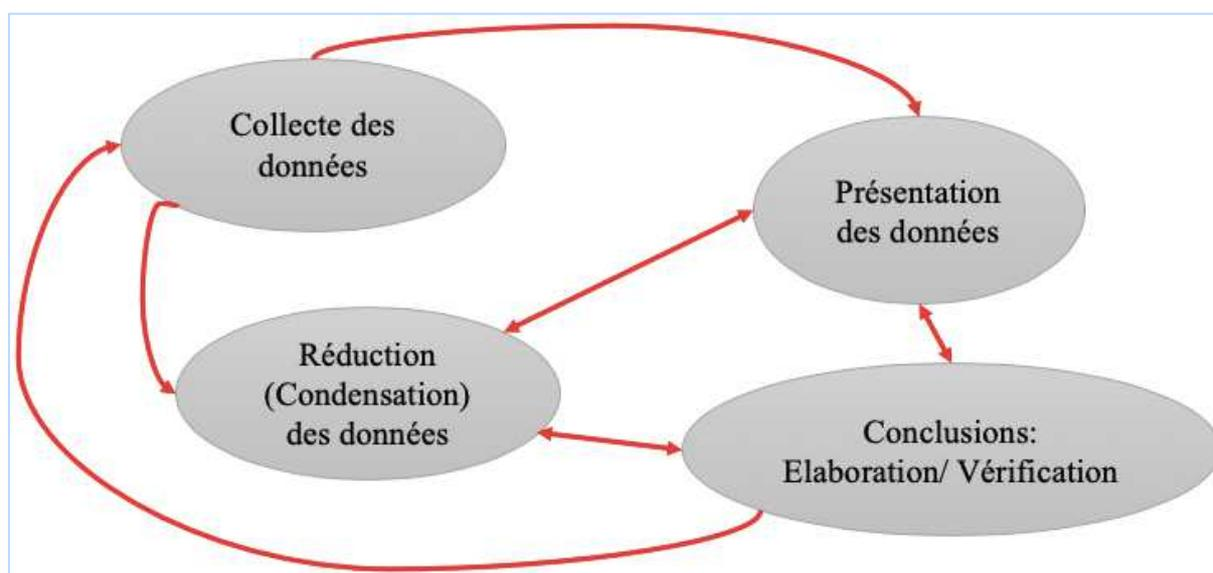 Collecte des
données
Présentation
des données
Réduction
(Condensation)
des données
Conclusions:
Elaboration/ Vérification